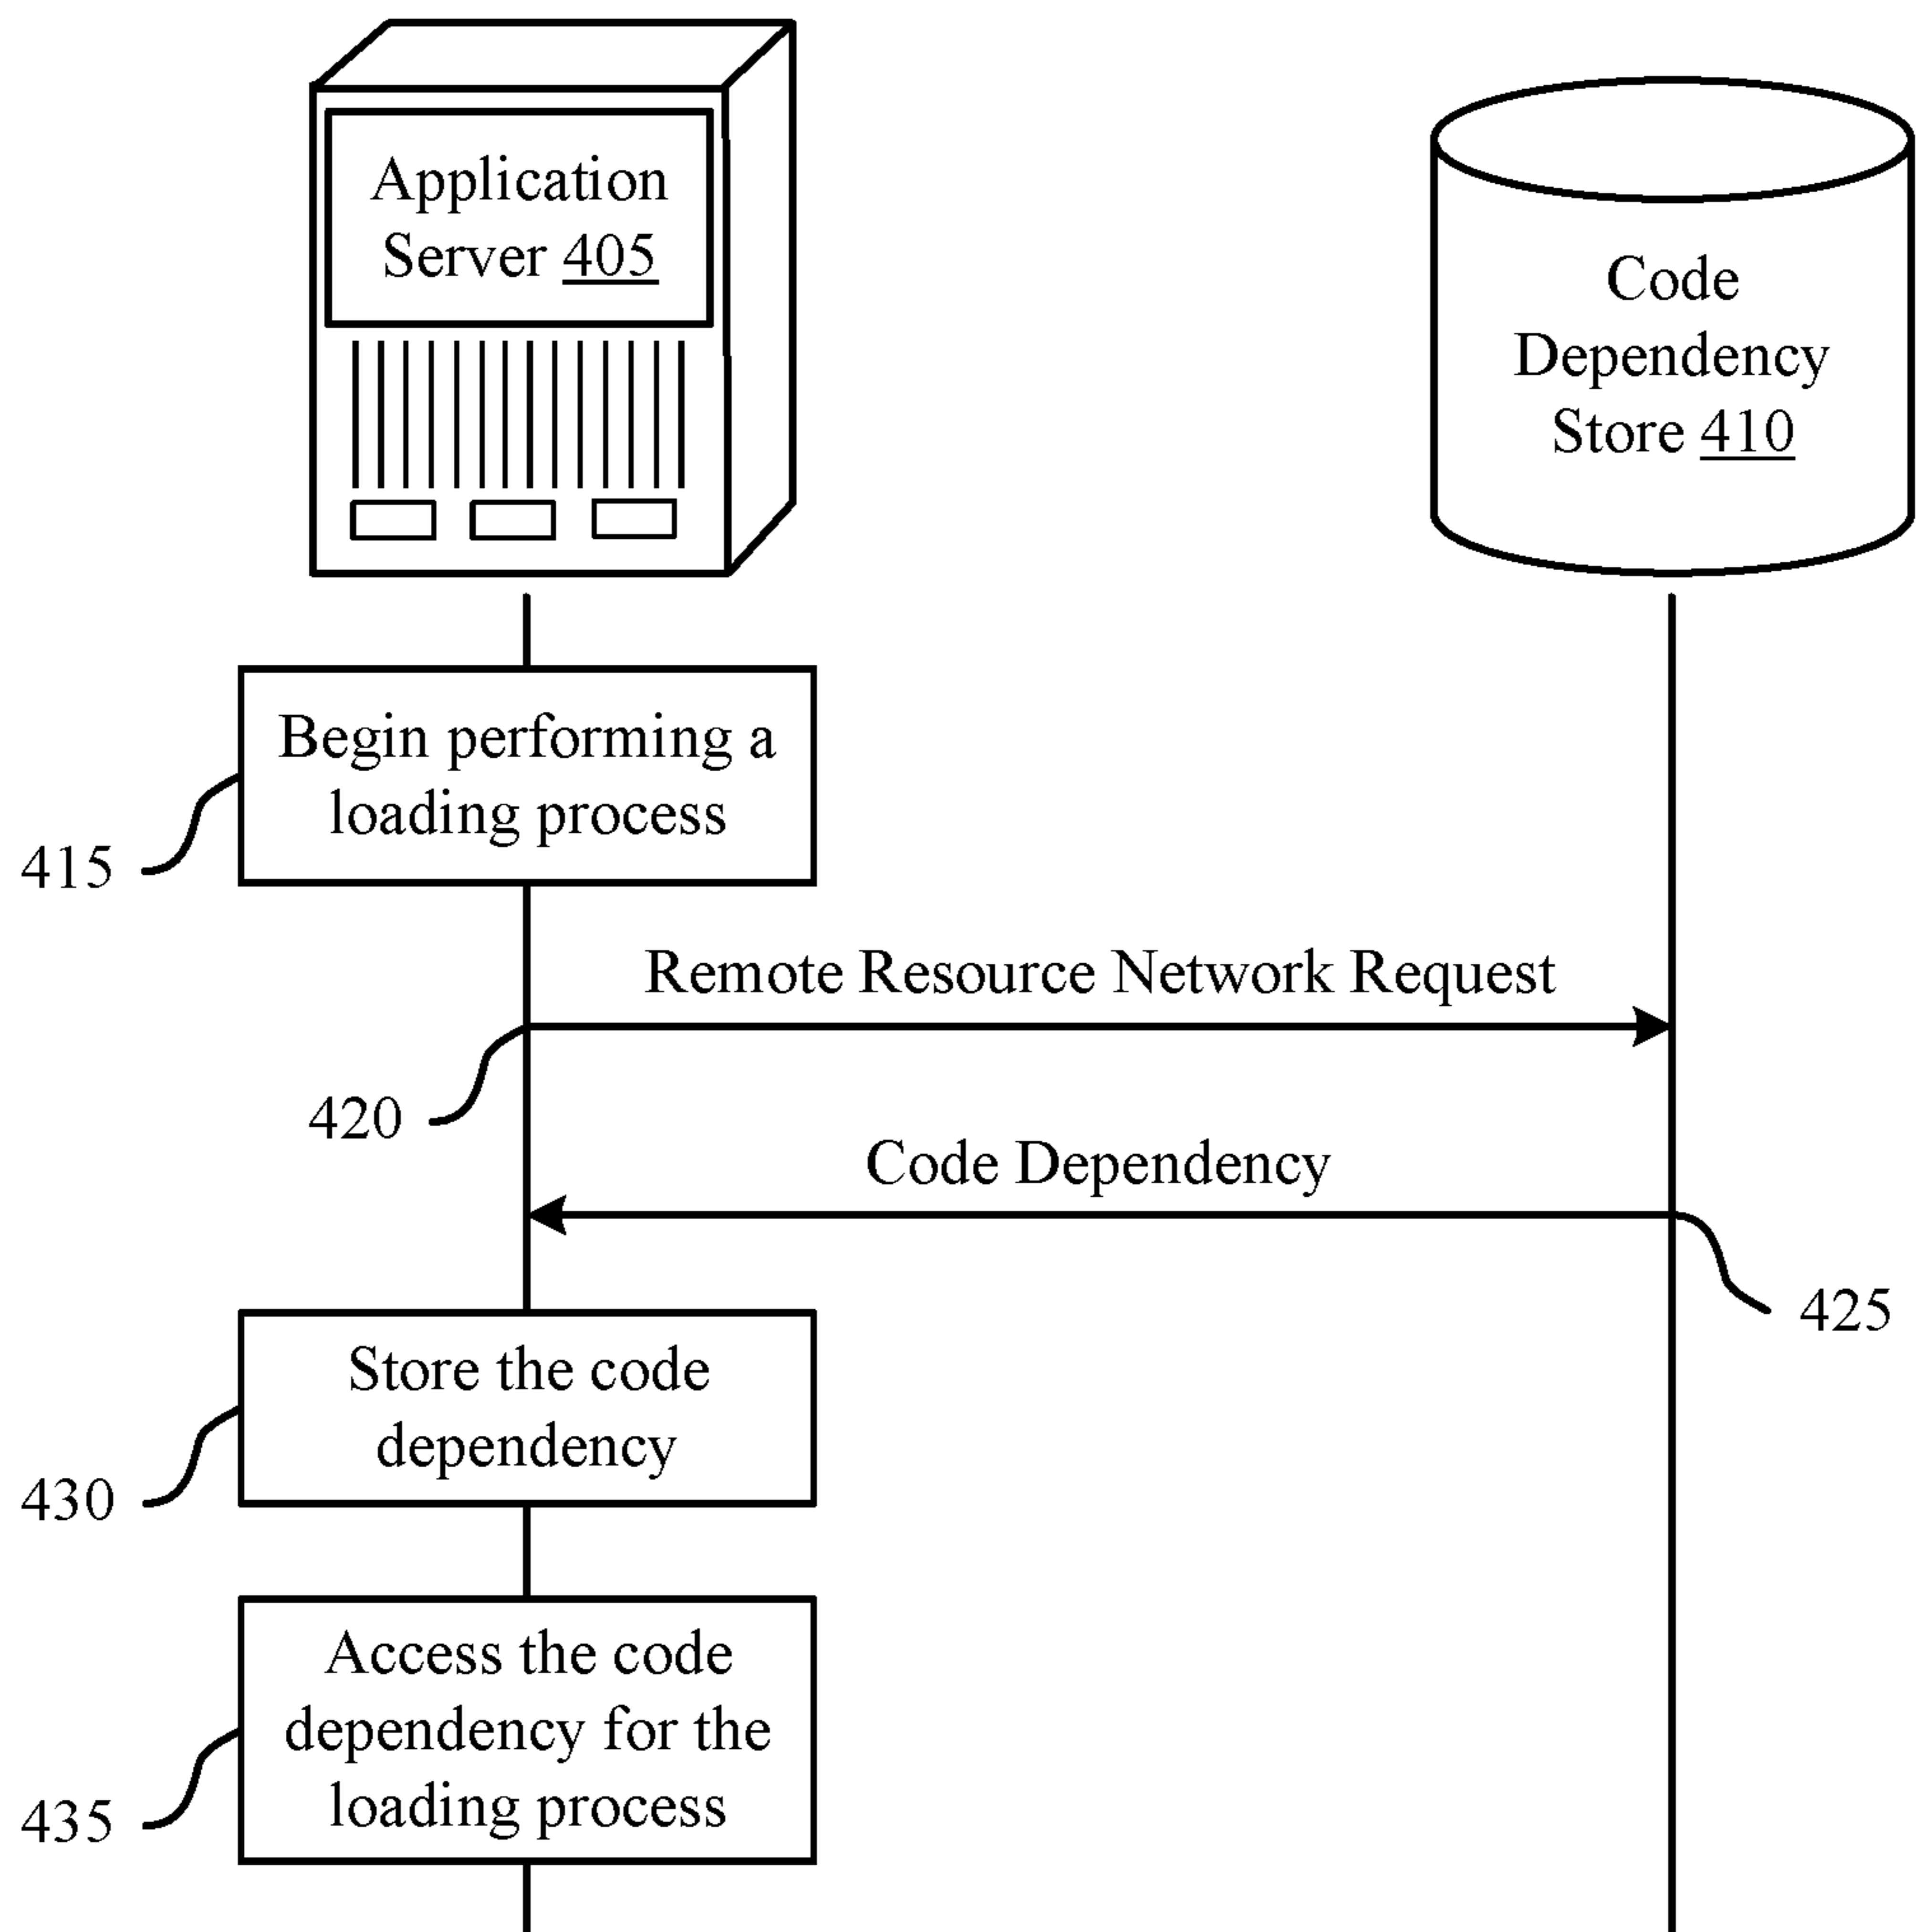 Application
Server 405
Code
Dependency
Store 410
Begin performing a
loading process
415
Remote Resource Network Request
420
Code Dependency
425
Store the code
dependency
430
Access the code
dependency for the
loading process
435